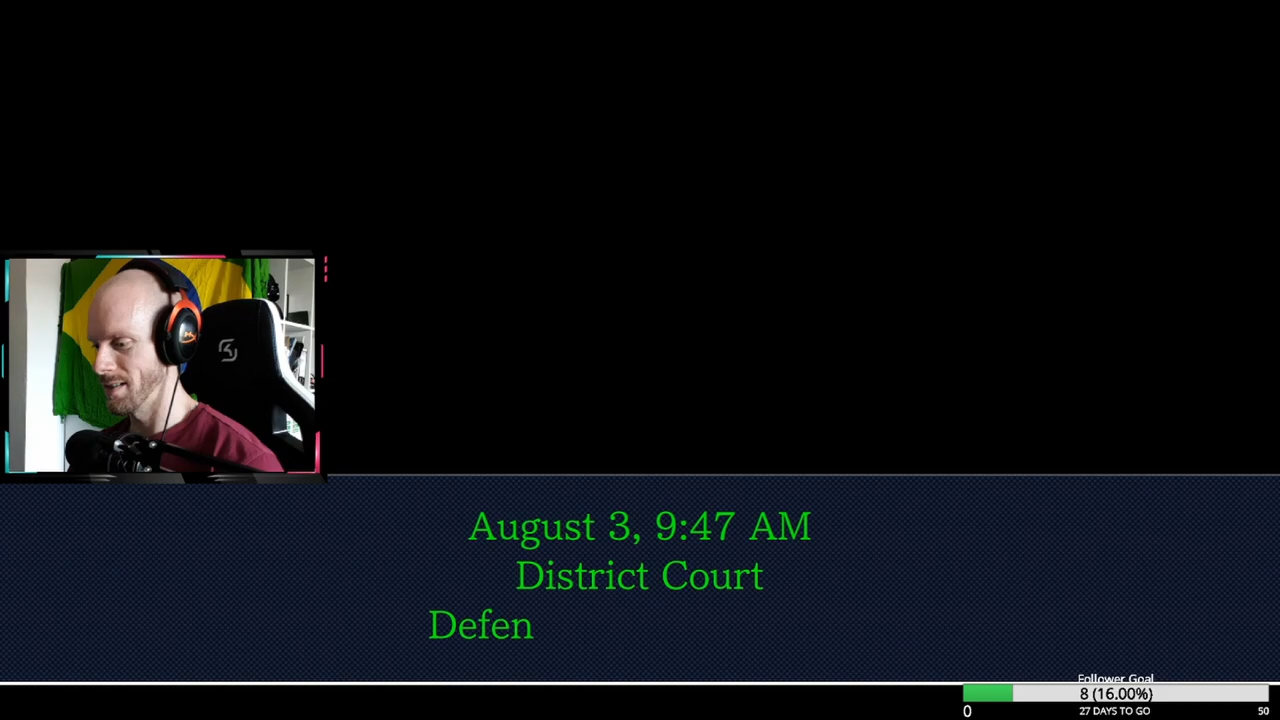 August 3, 9:47 AM
District Court
Defen
Follower Goal
8 (16.00%)
0
27 DAYS TO GO
50